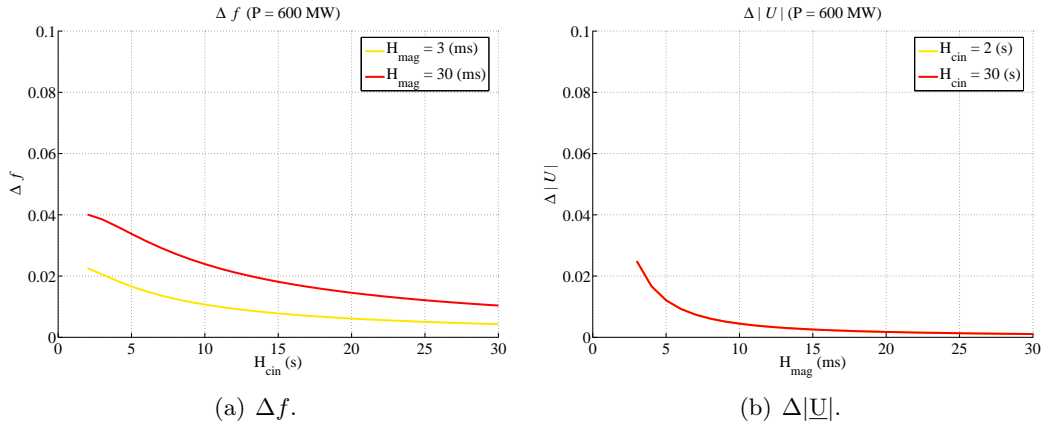 Δ f (P = 600 MW)
0.1
0.08
0.06
0.04
0.02
0
Δ f
0 5 10 15 20 25 30
H_cin (s)
H_mag = 3 (ms)
H_mag = 30 (ms)
(a) Δf.
Δ | U | (P = 600 MW)
0.1
0.08
0.06
0.04
0.02
0
Δ | U |
0 5 10 15 20 25 30
H_mag (ms)
H_cin = 2 (s)
H_cin = 30 (s)
(b) Δ|U|.